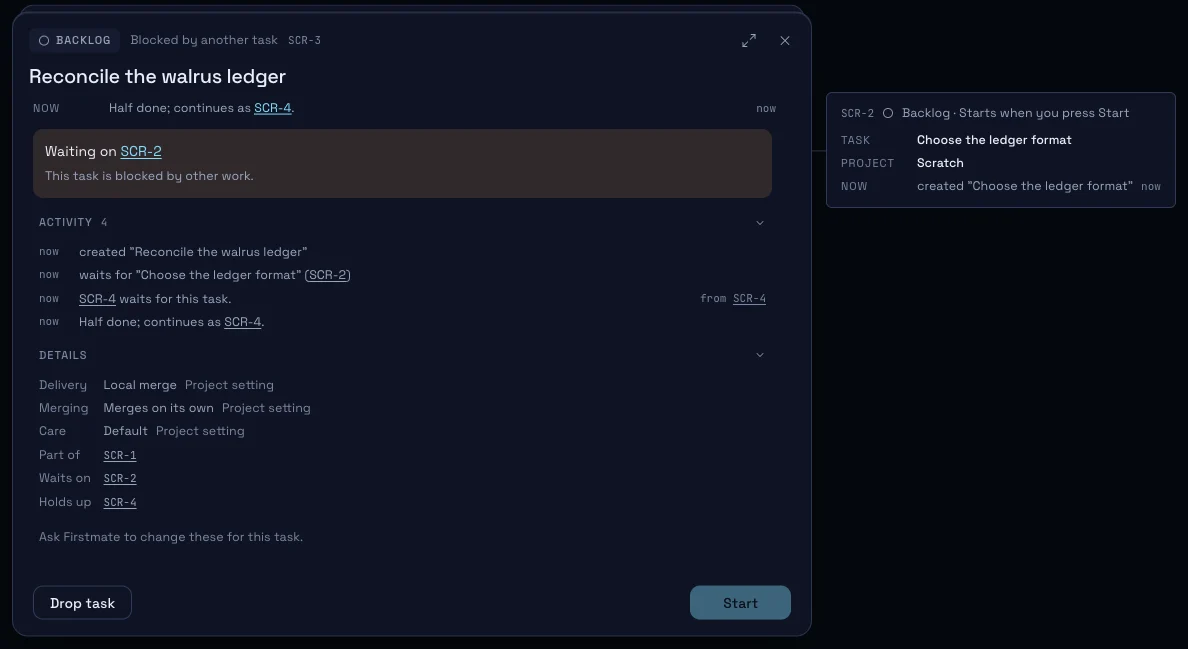 BACKLOG Blocked by another task SCR-3
Reconcile the walrus ledger
NOW Half done; continues as SCR-4. now
Waiting on SCR-2
This task is blocked by other work.
ACTIVITY 4
now created "Reconcile the walrus ledger"
now waits for "Choose the ledger format" (SCR-2)
now SCR-4 waits for this task. from SCR-4
now Half done; continues as SCR-4.
DETAILS
Delivery Local merge Project setting
Merging Merges on its own Project setting
Care Default Project setting
Part of SCR-1
Waits on SCR-2
Holds up SCR-4
Ask Firstmate to change these for this task.
Drop task Start
SCR-2 Backlog · Starts when you press Start
TASK Choose the ledger format
PROJECT Scratch
NOW created "Choose the ledger format" now